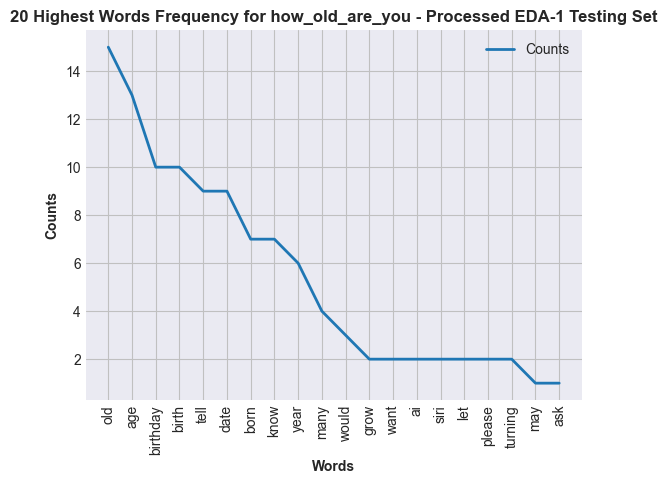 20 Highest Words Frequency for how_old_are_you - Processed EDA-1 Testing Set
Counts
14
12
10
8
6
4
2
Counts
old
age
birthday
birth
tell
date
born
know
year
many
would
grow
want
ai
siri
let
please
turning
may
ask
Words